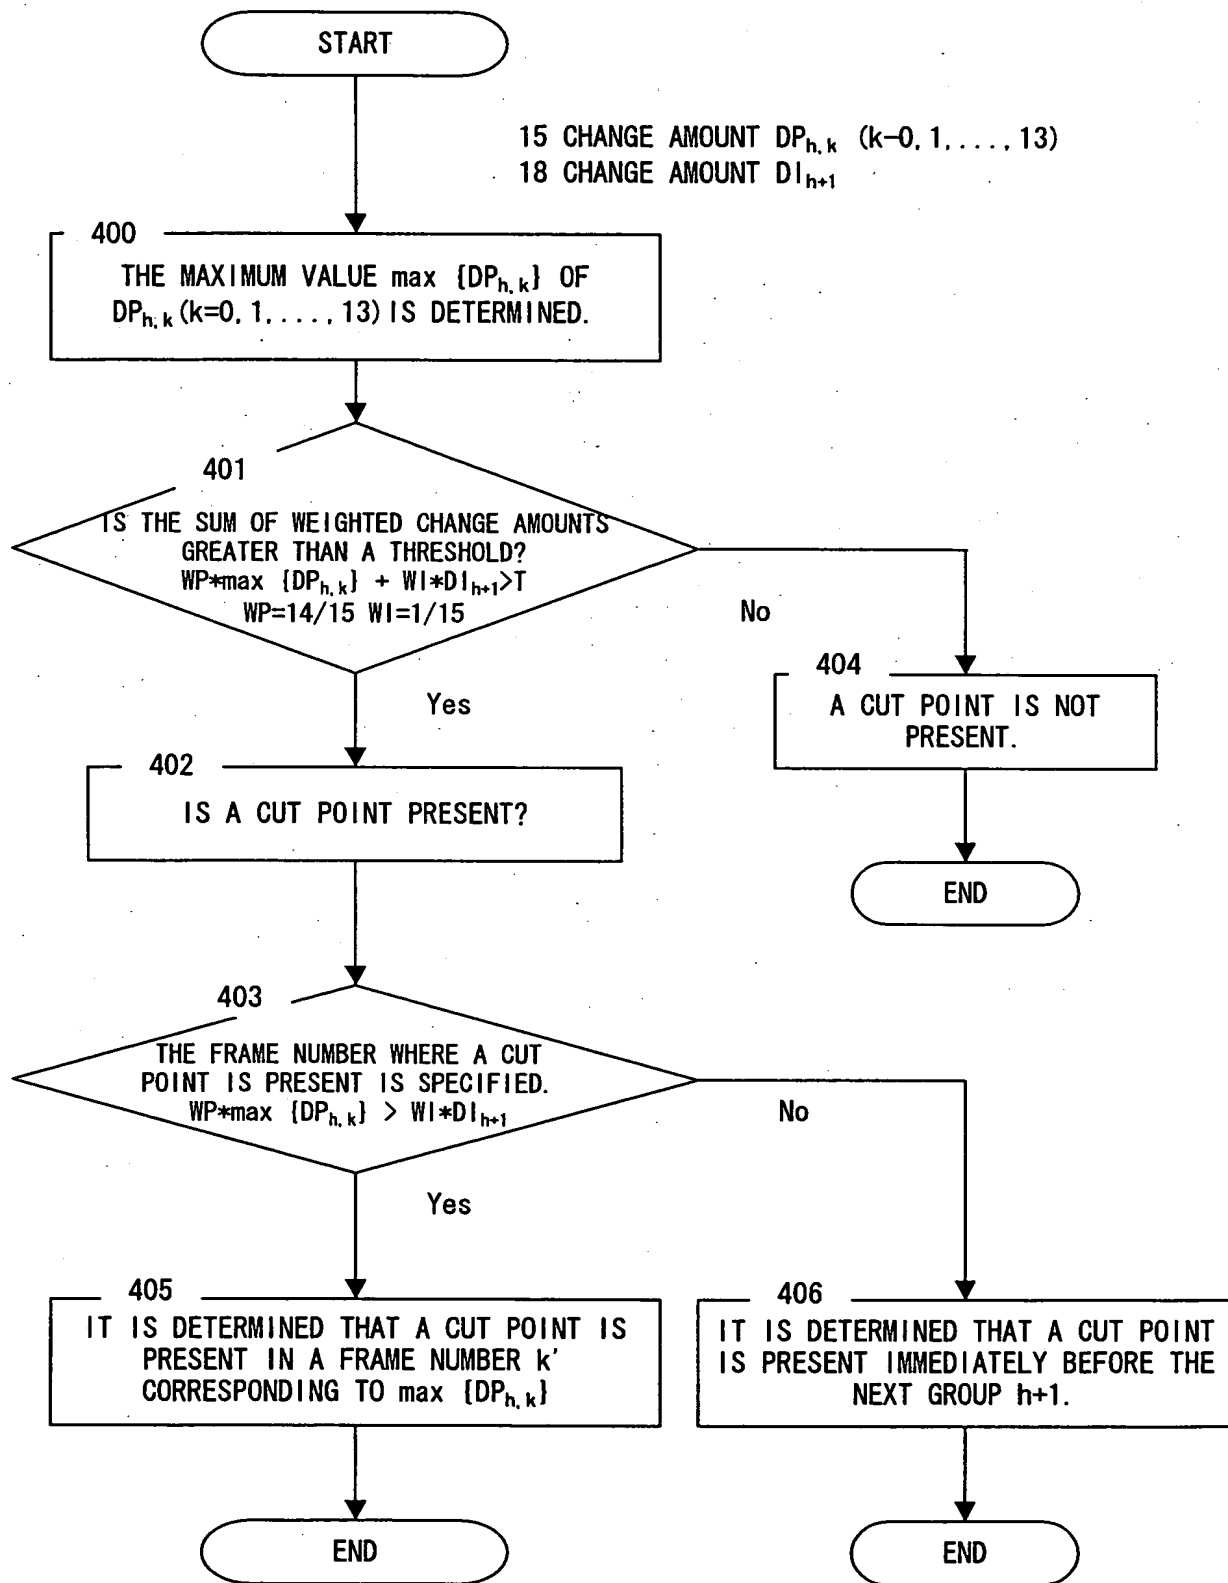 START
15 CHANGE AMOUNT DPh,k (k-0, 1, ..., 13)
18 CHANGE AMOUNT DIh+1
400
THE MAXIMUM VALUE max {DPh,k} OF
DPh,k (k=0, 1, ..., 13) IS DETERMINED.
401
IS THE SUM OF WEIGHTED CHANGE AMOUNTS
GREATER THAN A THRESHOLD?
WP*max {DPh,k} + WI*DIh+1>T
WP=14/15 WI=1/15
No
Yes
404
A CUT POINT IS NOT
PRESENT.
402
IS A CUT POINT PRESENT?
END
403
THE FRAME NUMBER WHERE A CUT
POINT IS PRESENT IS SPECIFIED.
WP*max {DPh,k} > WI*DIh+1
No
Yes
405
IT IS DETERMINED THAT A CUT POINT IS
PRESENT IN A FRAME NUMBER k'
CORRESPONDING TO max {DPh,k}
406
IT IS DETERMINED THAT A CUT POINT
IS PRESENT IMMEDIATELY BEFORE THE
NEXT GROUP h+1.
END
END